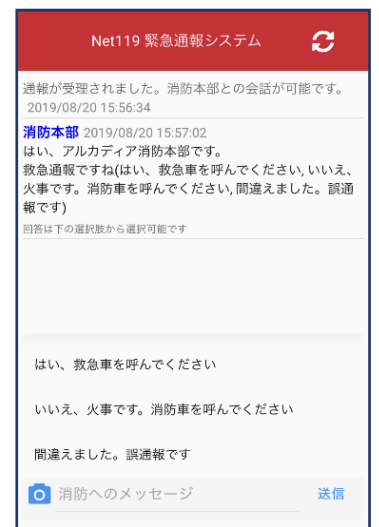 Net119 緊急通報システム
通報が受理されました。消防本部との会話が可能です。
2019/08/20 15:56:34
消防本部 2019/08/20 15:57:02
はい、アルカディア消防本部です。
救急通報ですね(はい、救急車を呼んでください, いいえ、
火事です。消防車を呼んでください, 間違えました。誤通
報です)
回答は下の選択肢から選択可能です
はい、救急車を呼んでください
いいえ、火事です。消防車を呼んでください
間違えました。誤通報です
消防へのメッセージ 送信